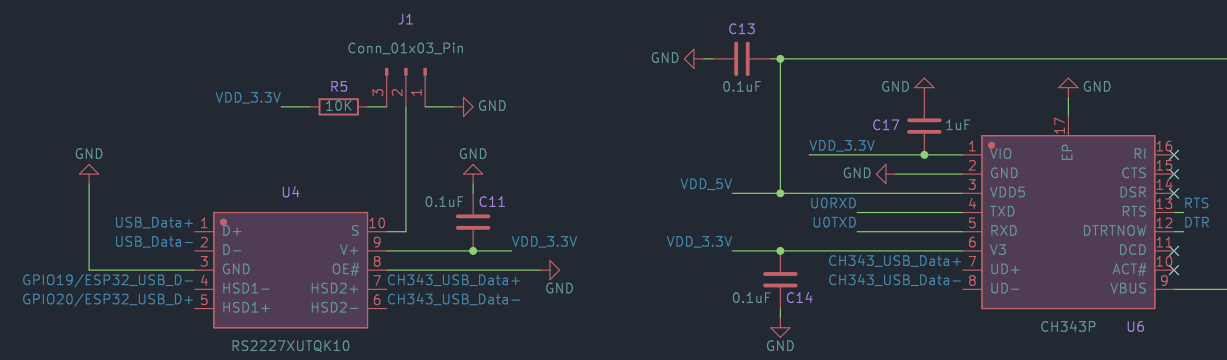 J1
Conn_01x03_Pin
R5
VDD_3.3V
10K
3
2
1
GND
GND
GND
U4
0.1uF
C11
USB_Data+
1
D+
S
10
USB_Data-
2
D-
V+
9
VDD_3.3V
3
GND
OE#
8
GND
GPIO19/ESP32_USB_D-
4
HSD1-
HSD2+
7
CH343_USB_Data+
GPIO20/ESP32_USB_D+
5
HSD1+
HSD2-
6
CH343_USB_Data-
RS2227XUTQK10
C13
GND
0.1uF
GND
GND
C17
1uF
17
EP
VDD_3.3V
1
VIO
RI
16
GND
2
GND
CTS
15
VDD_5V
3
VDD5
DSR
14
U0RXD
4
TXD
RTS
13
RTS
U0TXD
5
RXD
DTRTNOW
12
DTR
VDD_3.3V
6
V3
DCD
11
CH343_USB_Data+
7
UD+
ACT#
10
CH343_USB_Data-
8
UD-
VBUS
9
0.1uF
C14
GND
CH343P
U6